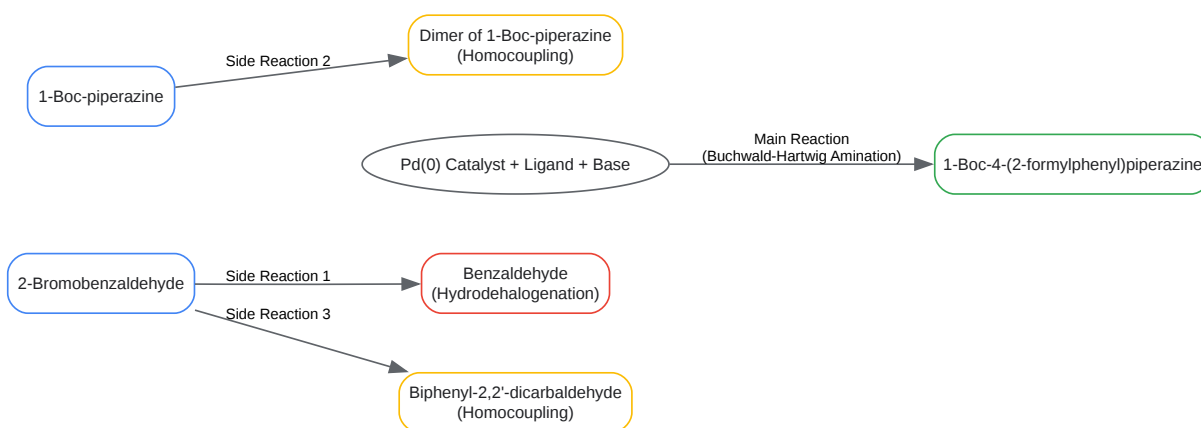 Dimer of 1-Boc-piperazine
(Homocoupling)
Side Reaction 2
1-Boc-piperazine
Main Reaction
(Buchwald-Hartwig Amination)
Pd(0) Catalyst + Ligand + Base
1-Boc-4-(2-formylphenyl)piperazine
2-Bromobenzaldehyde
Side Reaction 1
Benzaldehyde
(Hydrodehalogenation)
Side Reaction 3
Biphenyl-2,2'-dicarbaldehyde
(Homocoupling)